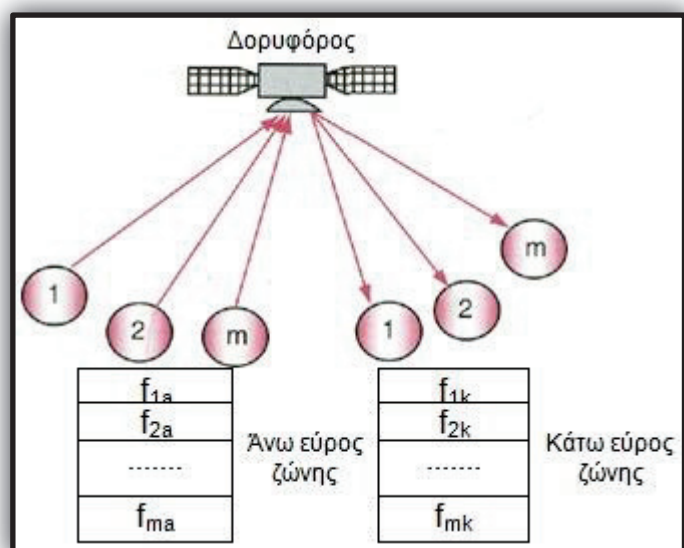 Δορυφόρος
m
1
2
1
2
m
f1a
f2a
.......
fma
Άνω εύρος
ζώνης
f1k
f2k
.......
fmk
Κάτω εύρος
ζώνης